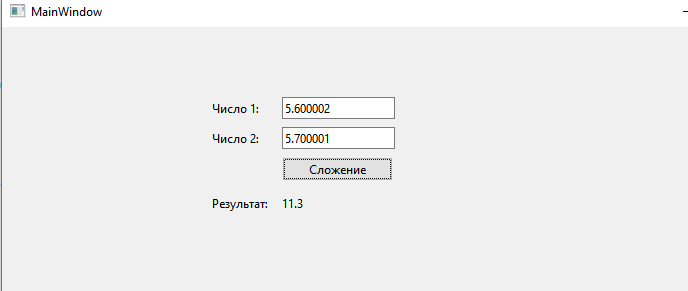 MainWindow
Число 1: 5.600002
Число 2: 5.700001
Сложение
Результат: 11.3